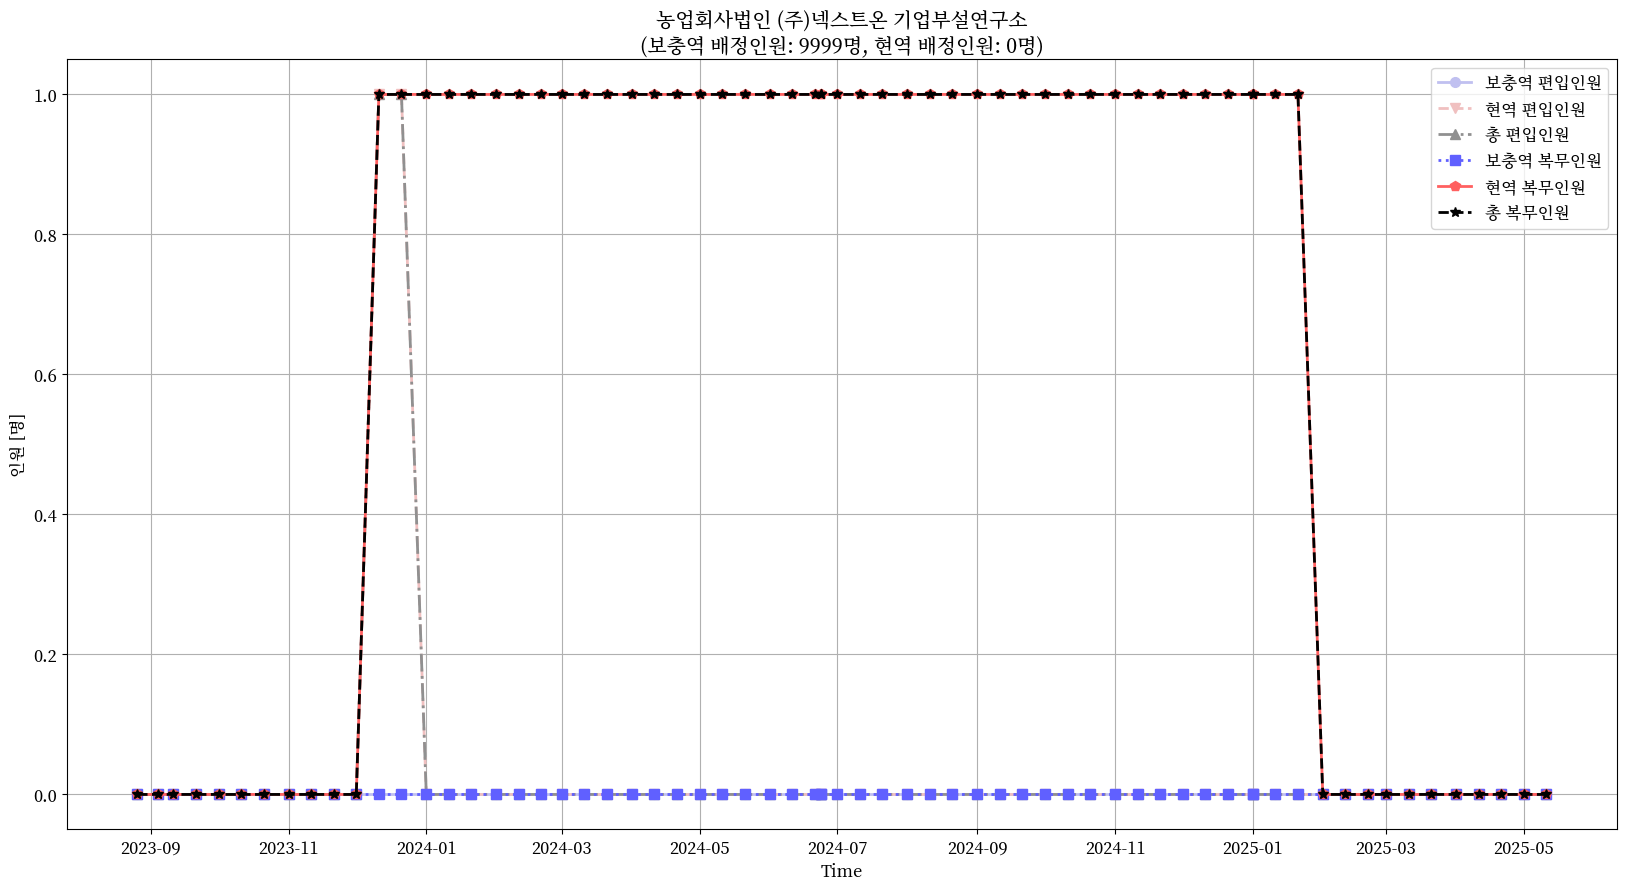 농업회사법인 (주)넥스트온 기업부설연구소
(보충역 배정인원: 9999명, 현역 배정인원: 0명)
보충역 편입인원
현역 편입인원
총 편입인원
보충역 복무인원
현역 복무인원
총 복무인원
인원 [명]
1.0
0.8
0.6
0.4
0.2
0.0
2023-09
2023-11
2024-01
2024-03
2024-05
2024-07
2024-09
2024-11
2025-01
2025-03
2025-05
Time